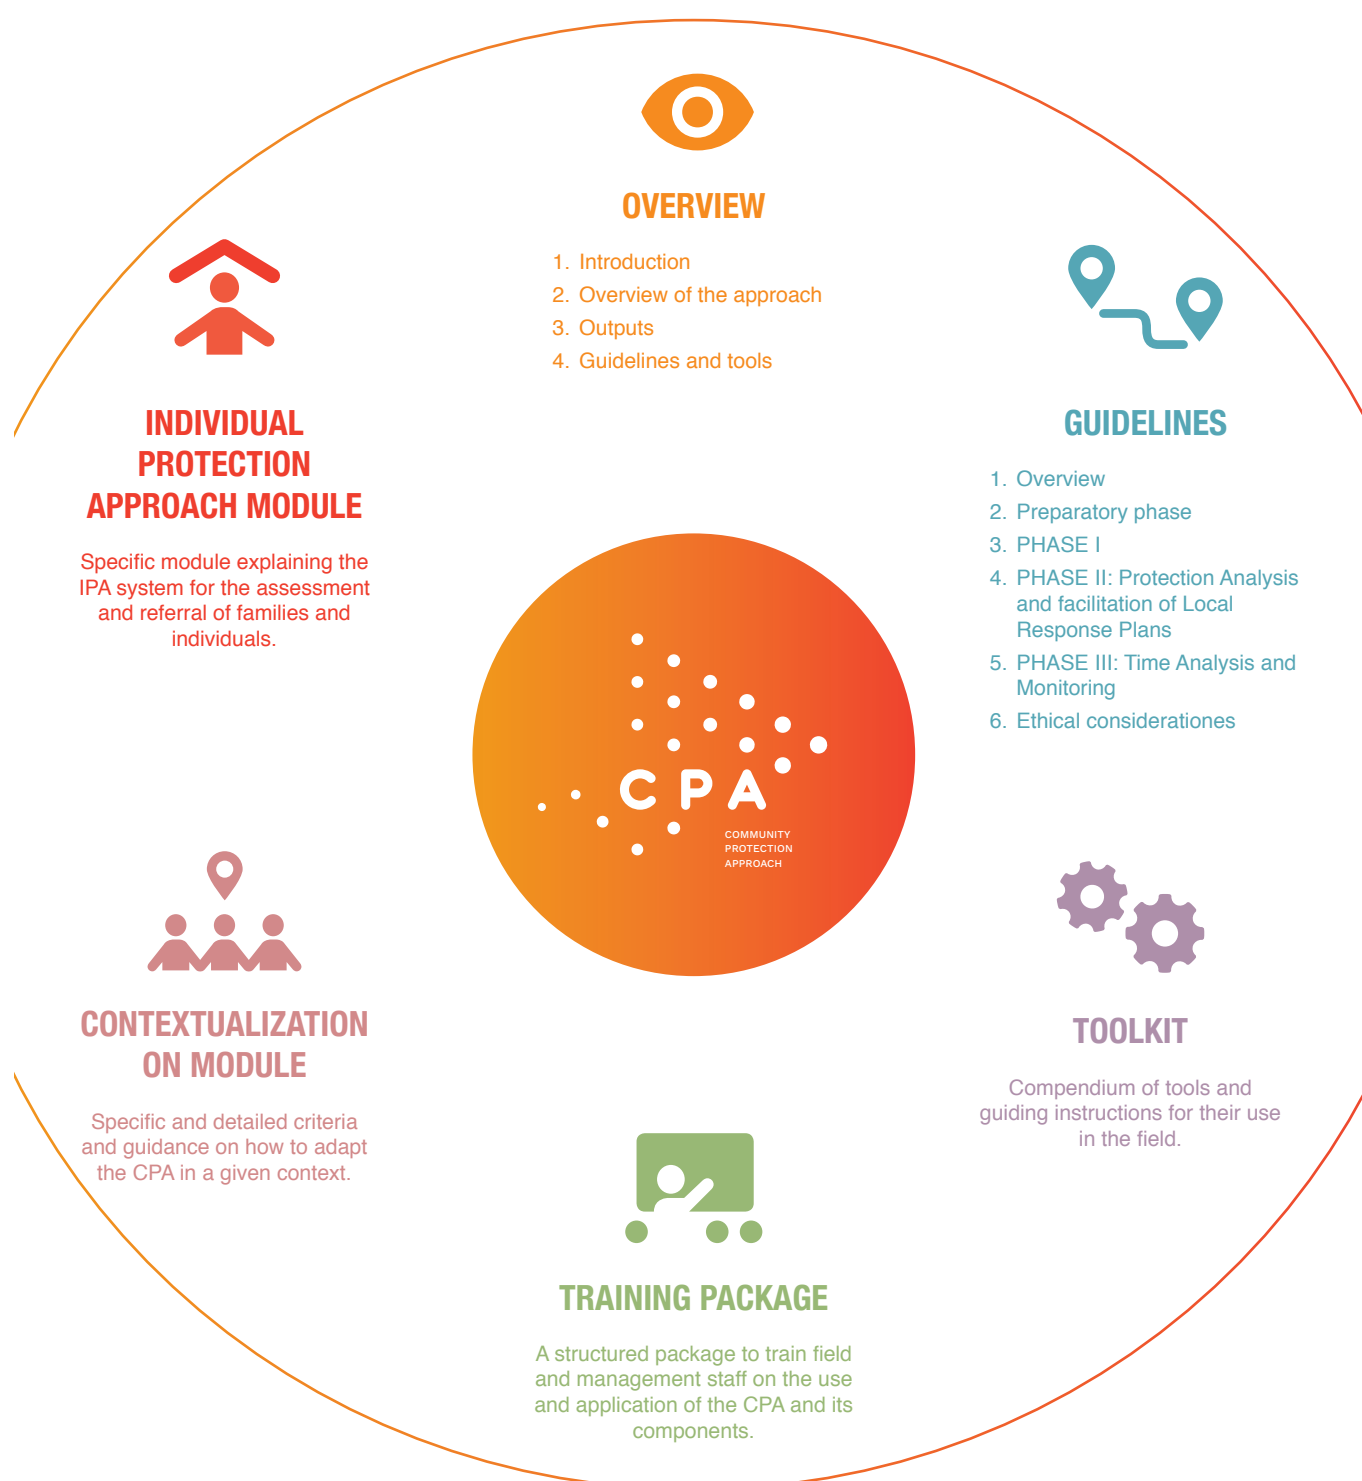 OVERVIEW
1. Introduction
2. Overview of the approach
3. Outputs
4. Guidelines and tools
INDIVIDUAL
PROTECTION
APPROACH MODULE
Specific module explaining the
IPA system for the assessment
and referral of families and
individuals.
GUIDELINES
1. Overview
2. Preparatory phase
3. PHASE I
4. PHASE II: Protection Analysis
and facilitation of Local
Response Plans
5. PHASE III: Time Analysis and
Monitoring
6. Ethical considerationes
CPA
COMMUNITY
PROTECTION
APPROACH
CONTEXTUALIZATION
ON MODULE
Specific and detailed criteria
and guidance on how to adapt
the CPA in a given context.
TOOLKIT
Compendium of tools and
guiding instructions for their use
in the field.
TRAINING PACKAGE
A structured package to train field
and management staff on the use
and application of the CPA and its
components.